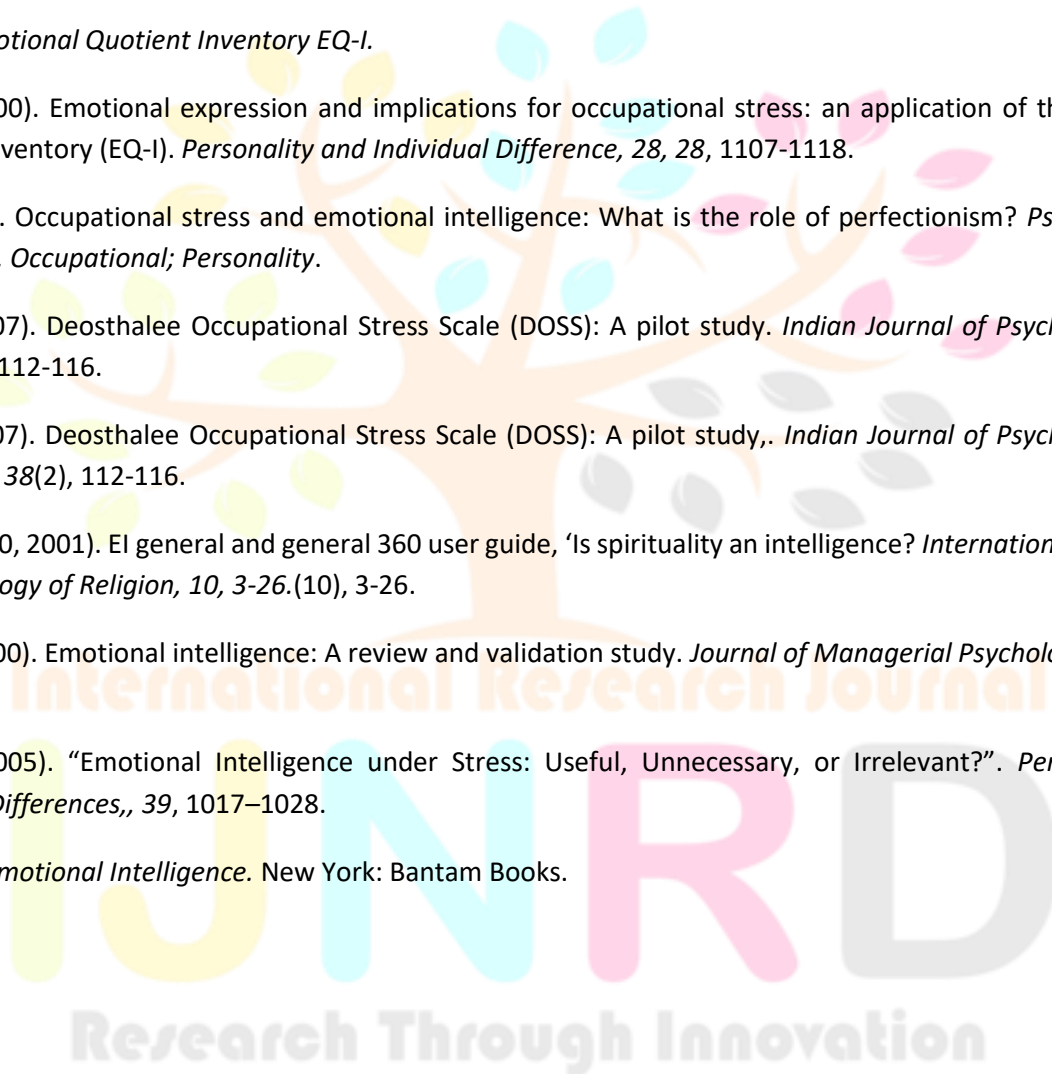 otional Quotient Inventory EQ-I.
00). Emotional expression and implications for occupational stress: an application of th
nventory (EQ-I). Personality and Individual Difference, 28, 28, 1107-1118.
. Occupational stress and emotional intelligence: What is the role of perfectionism? Ps
, Occupational; Personality.
07). Deosthalee Occupational Stress Scale (DOSS): A pilot study. Indian Journal of Psych
112-116.
07). Deosthalee Occupational Stress Scale (DOSS): A pilot study,. Indian Journal of Psych
38(2), 112-116.
0, 2001). EI general and general 360 user guide, ‘Is spirituality an intelligence? Internation
ogy of Religion, 10, 3-26.(10), 3-26.
00). Emotional intelligence: A review and validation study. Journal of Managerial Psycholo
International Research Journal
005). “Emotional Intelligence under Stress: Useful, Unnecessary, or Irrelevant?”. Per
Differences,, 39, 1017–1028.
motional Intelligence. New York: Bantam Books.
IJNRD
Research Through Innovation